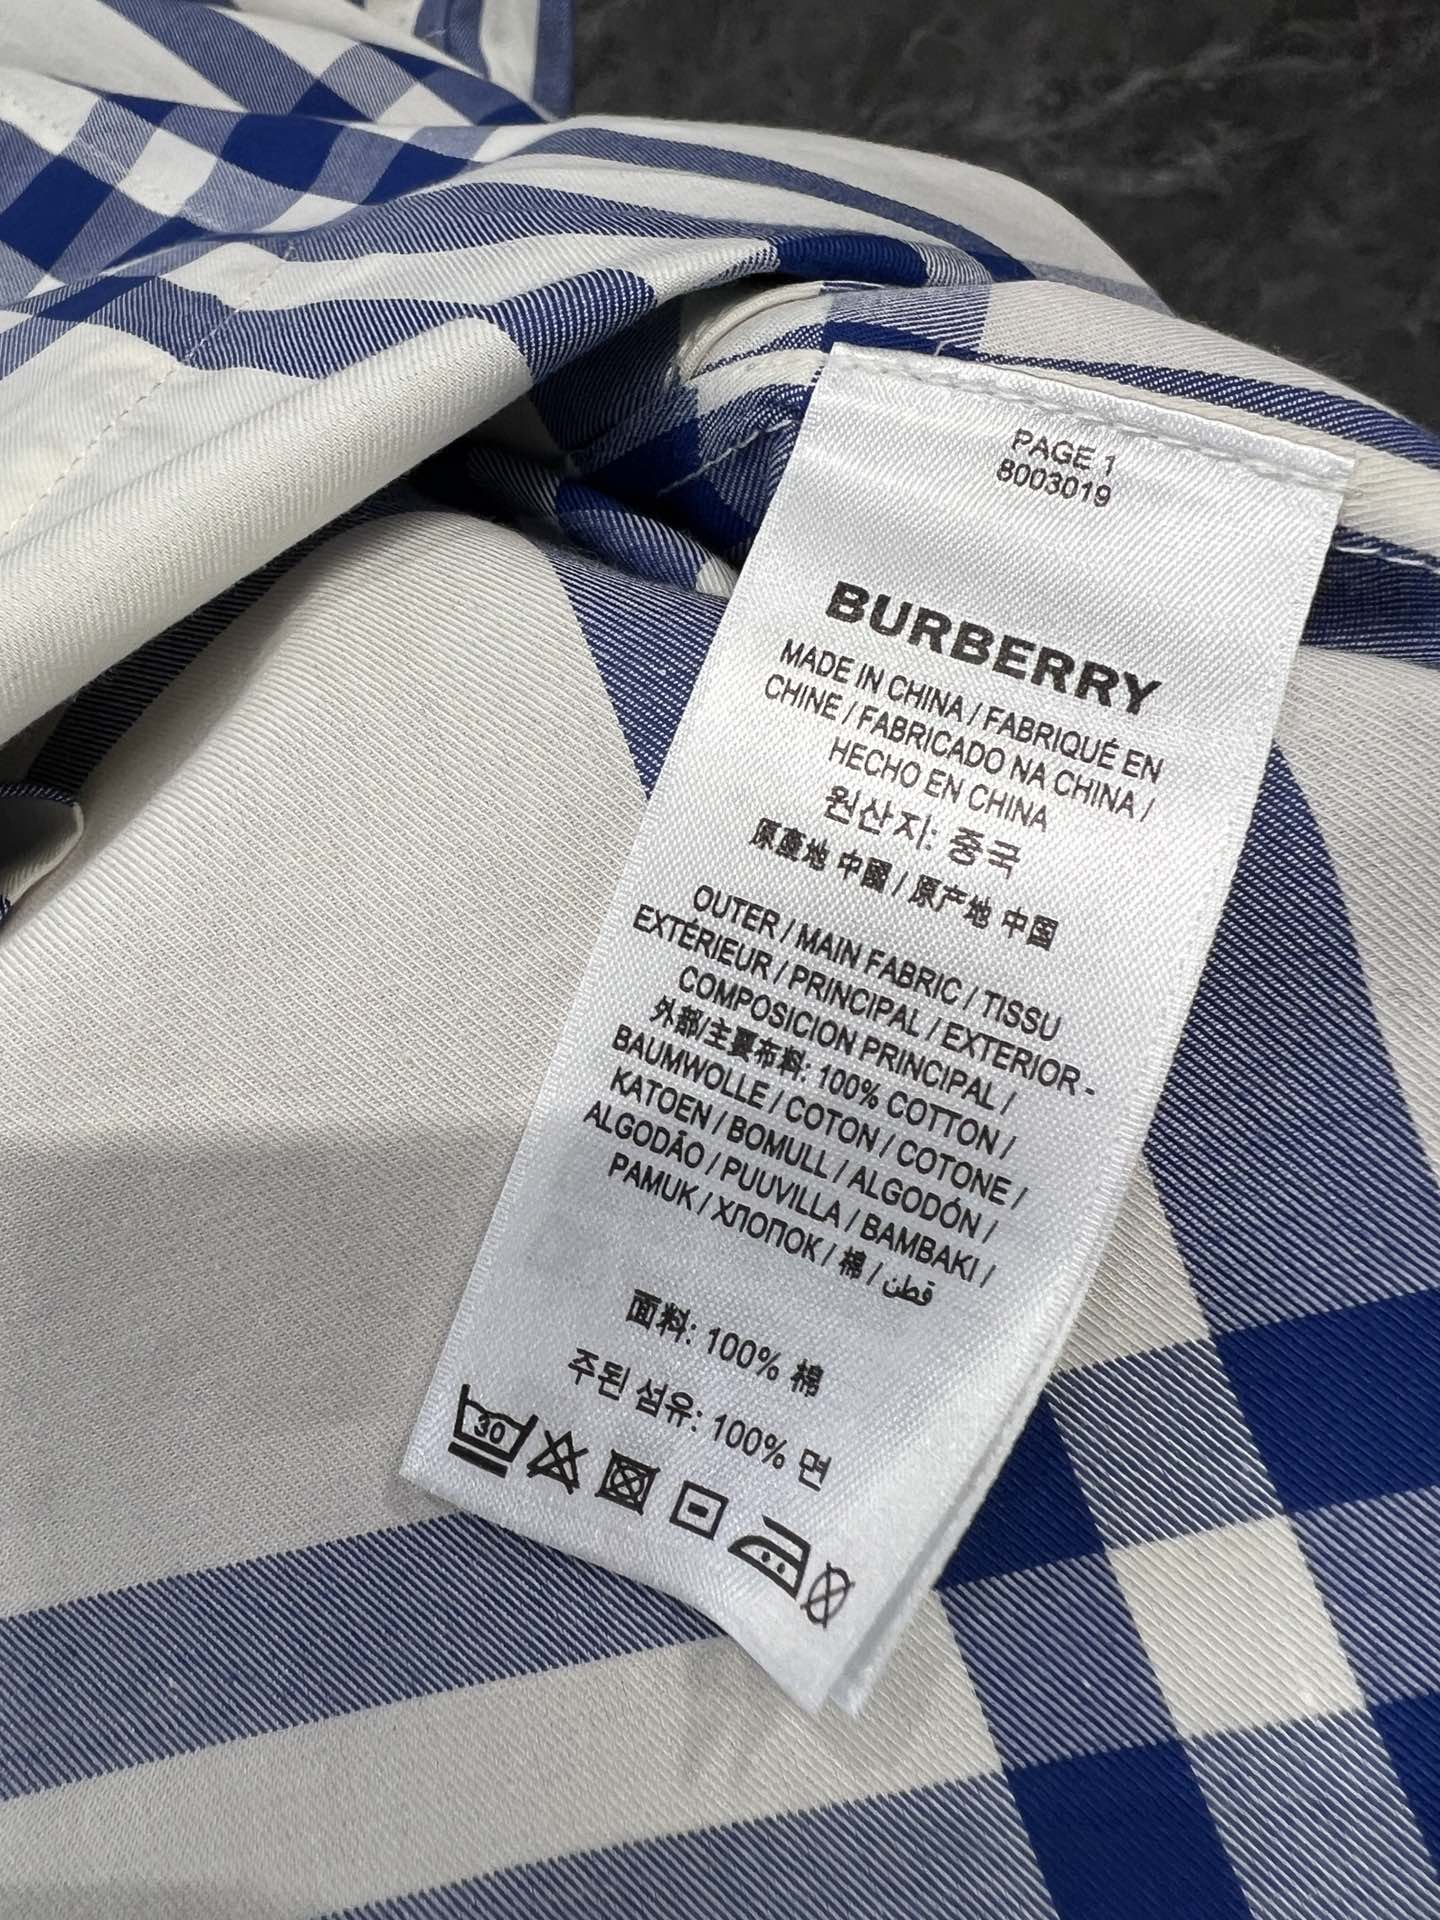 PAGE 1
8003019
BURBERRY
MADE IN CHINA / FABRIQUÉ EN
CHINE / FABRICADO NA CHINA /
HECHO EN CHINA
원산지: 중국
原產地 中國 / 原产地 中国
OUTER / MAIN FABRIC / TISSU
EXTÉRIEUR / PRINCIPAL / EXTERIOR -
COMPOSICION PRINCIPAL /
外部/主要布料: 100% COTTON /
BAUMWOLLE / COTON / COTONE /
KATOEN / BOMULL / ALGODÓN /
ALGODÃO / PUUVILLA / BAMBAKI /
PAMUK / ХЛОПОК / 棉 / قطن
面料: 100% 棉
주된 섬유: 100% 면
30